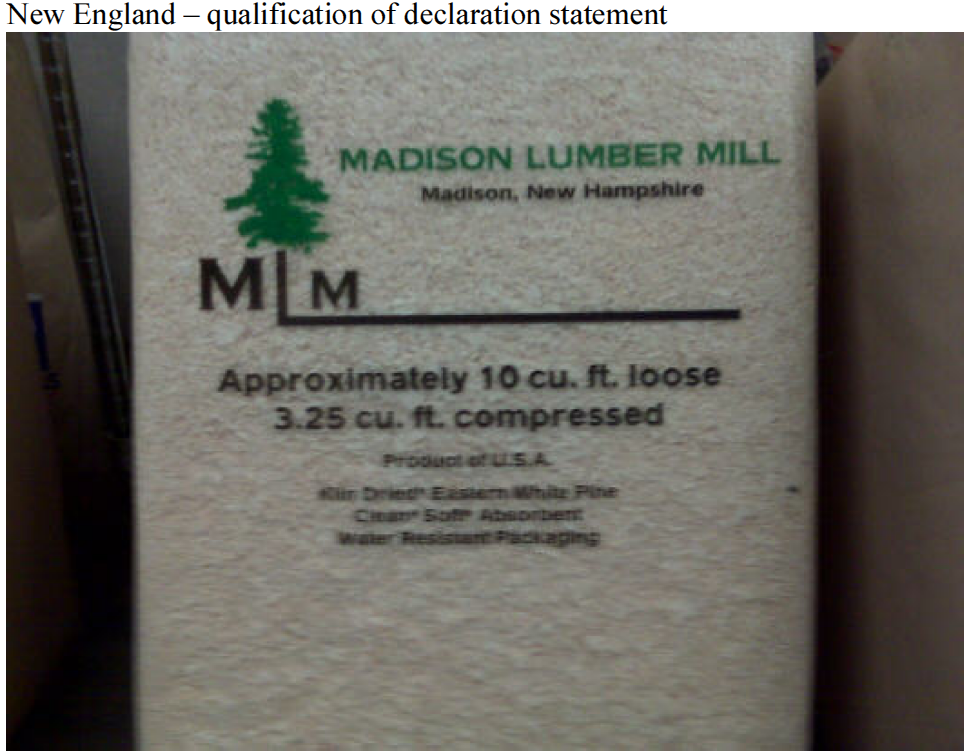 New England – qualification of declaration statement
MADISON LUMBER MILL
Madison, New Hampshire
MLM
Approximately 10 cu. ft. loose
3.25 cu. ft. compressed
Product of U.S.A.
Kiln Dried* Eastern White Pine
Clean* Soft* Absorbent
Water Resistant Packaging